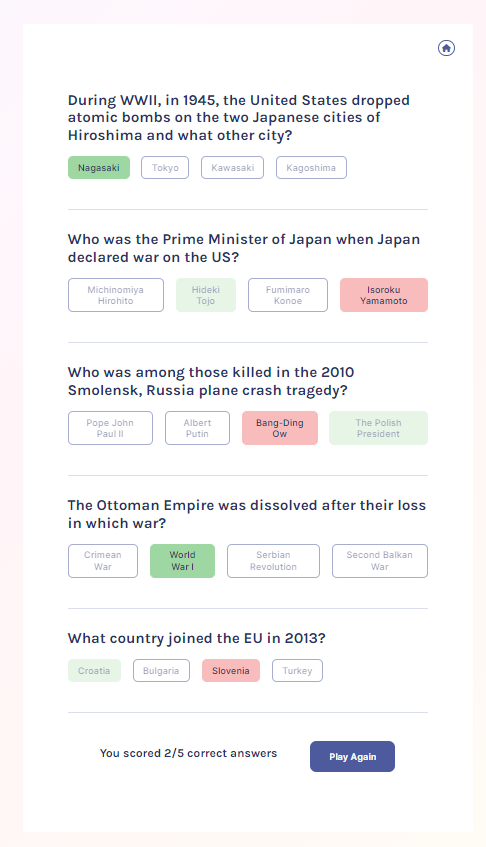 During WWII, in 1945, the United States dropped
atomic bombs on the two Japanese cities of
Hiroshima and what other city?
Nagasaki Tokyo Kawasaki Kagoshima
Who was the Prime Minister of Japan when Japan
declared war on the US?
Michinomiya Hirohito
Hideki Tojo
Fumimaro Konoe
Isoroku Yamamoto
Who was among those killed in the 2010
Smolensk, Russia plane crash tragedy?
Pope John Paul II
Albert Putin
Bang-Ding Ow
The Polish President
The Ottoman Empire was dissolved after their loss
in which war?
Crimean War
World War I
Serbian Revolution
Second Balkan War
What country joined the EU in 2013?
Croatia Bulgaria Slovenia Turkey
You scored 2/5 correct answers
Play Again